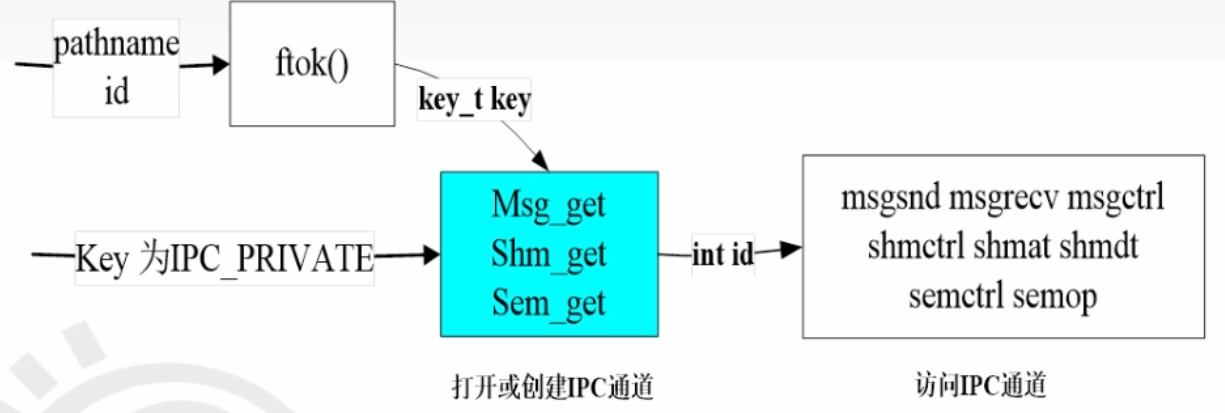 pathname
id
ftok()
key_t key
Key 为IPC_PRIVATE
Msg_get
Shm_get
Sem_get
int id
msgsnd msgrecv msgctrl
shmctrl shmat shmdt
semctrl semop
打开或创建IPC通道
访问IPC通道